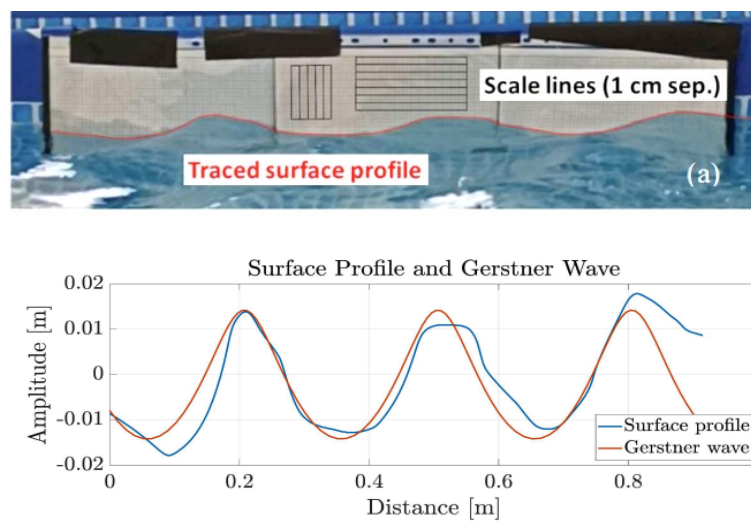 Scale lines (1 cm sep.)
Traced surface profile
(a)
Surface Profile and Gerstner Wave
Amplitude [m]
0.02
0.01
0
-0.01
-0.02
Surface profile
Gerstner wave
0
0.2
0.4
0.6
0.8
Distance [m]